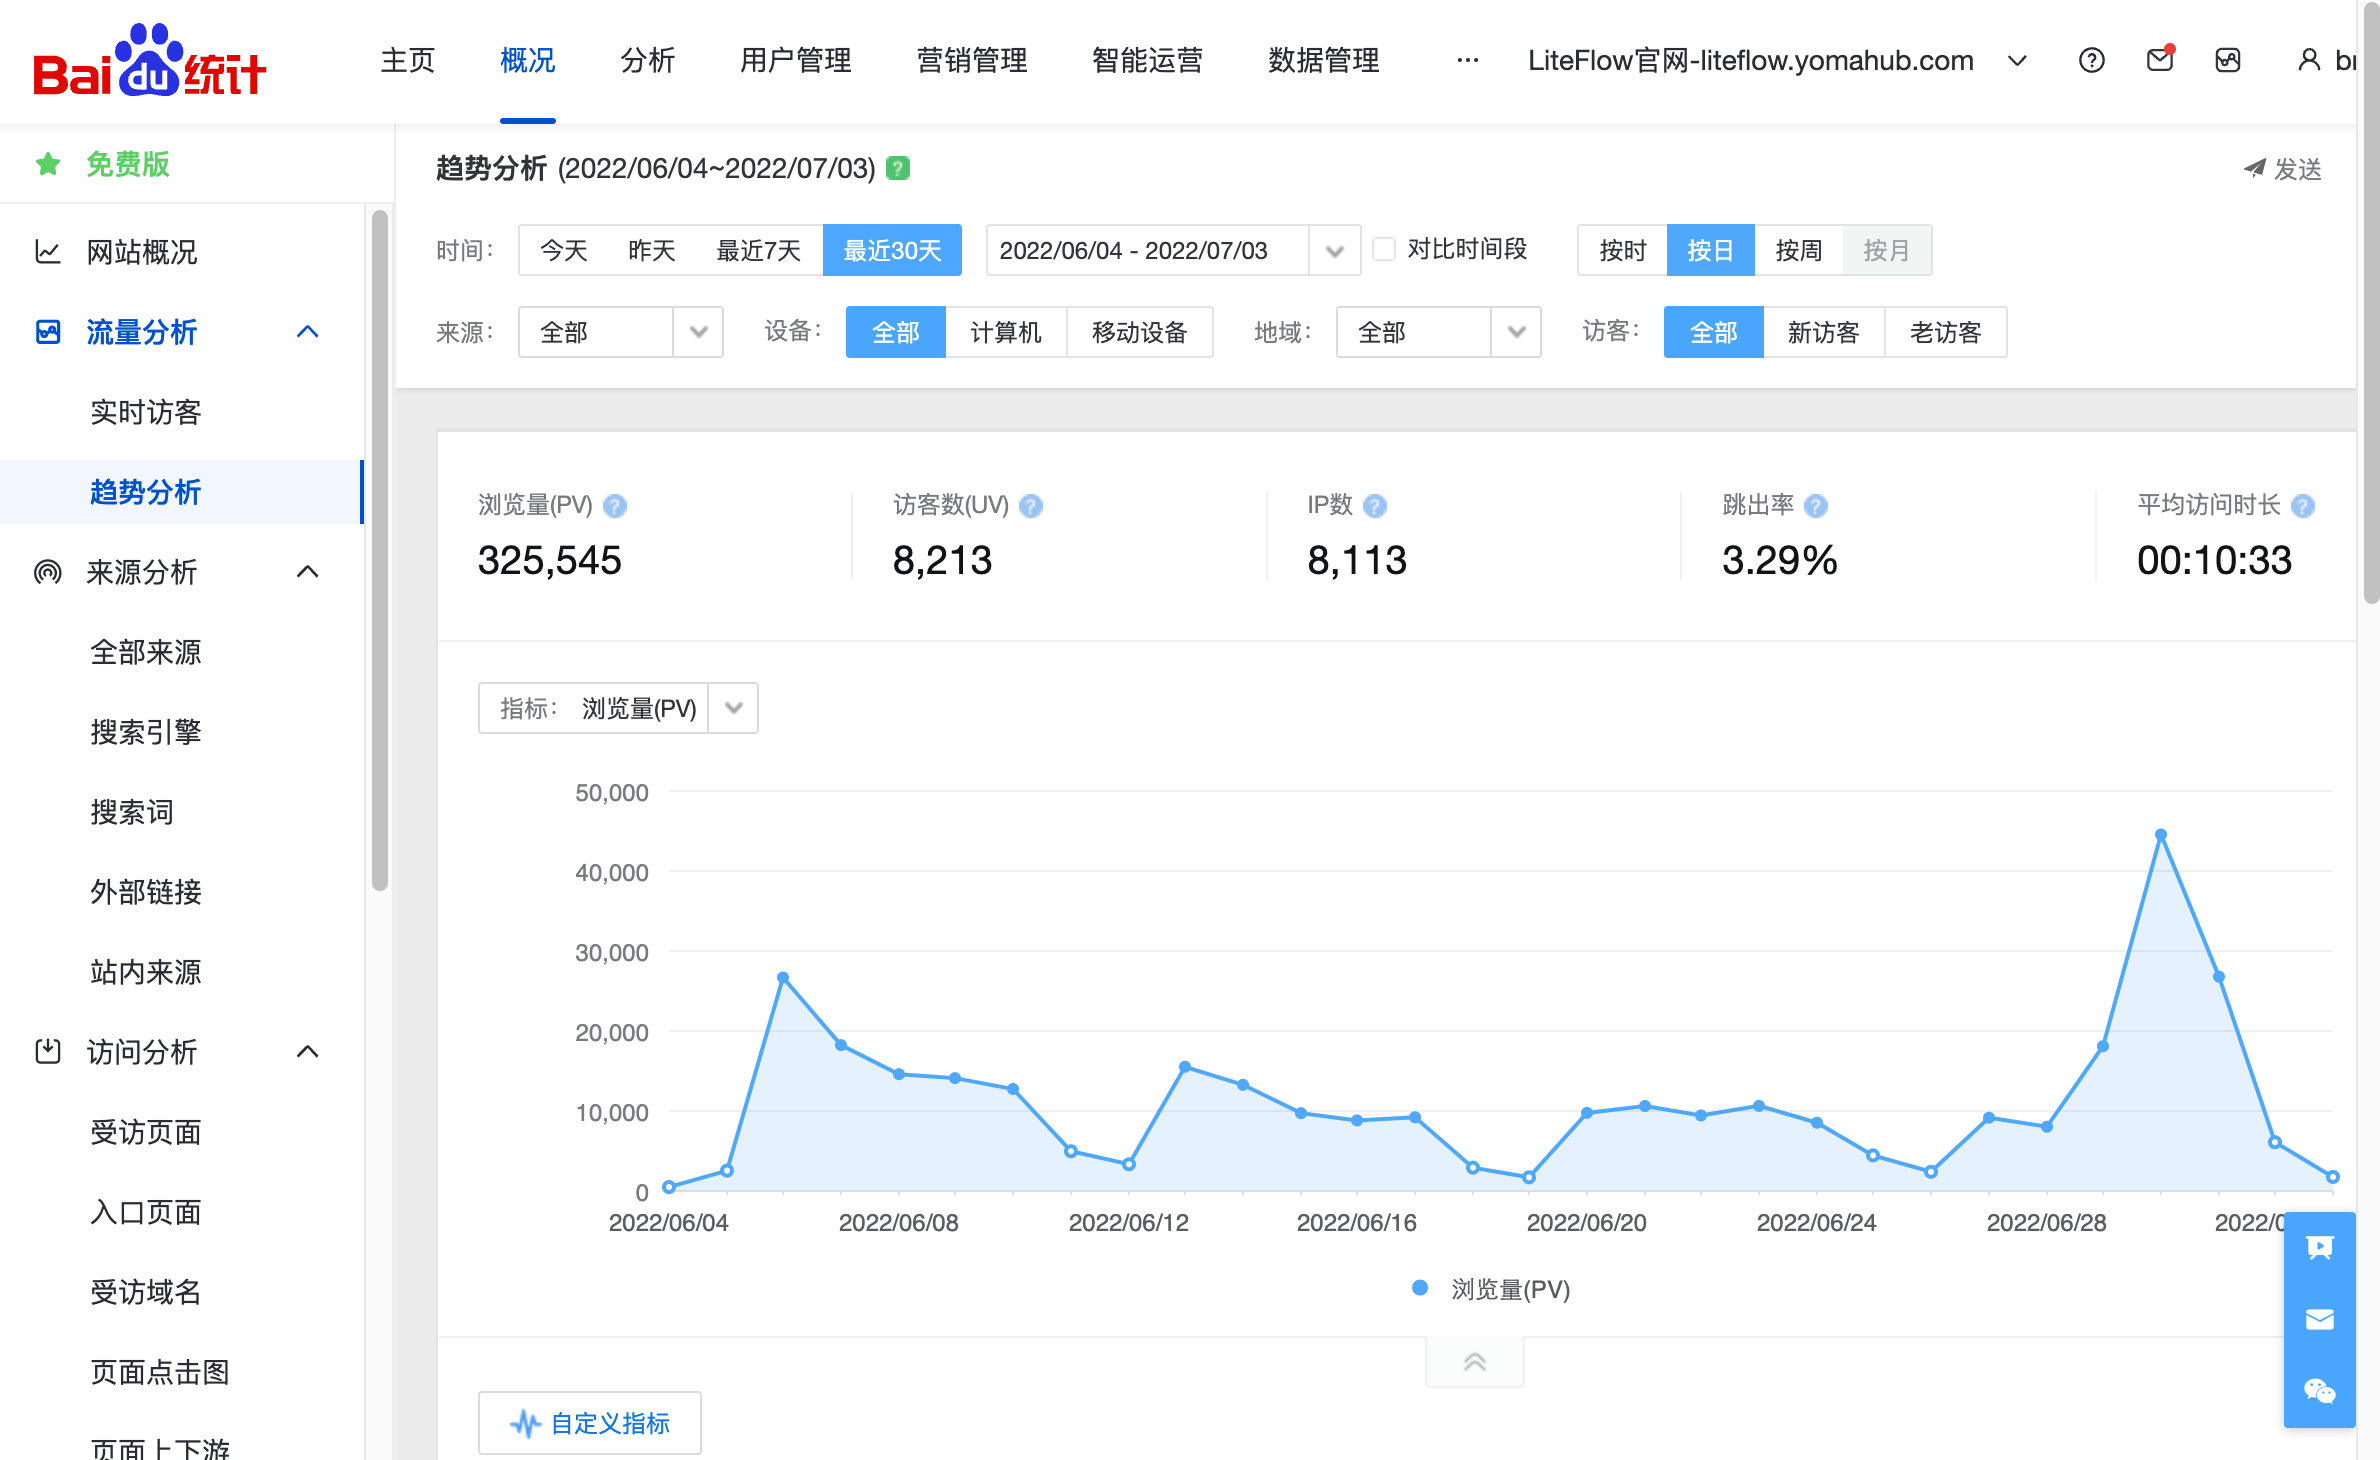 Baidu统计
主页 概况 分析 用户管理 营销管理 智能运营 数据管理 ··· LiteFlow官网-liteflow.yomahub.com
免费版
网站概况
流量分析
实时访客
趋势分析
来源分析
全部来源
搜索引擎
搜索词
外部链接
站内来源
访问分析
受访页面
入口页面
受访域名
页面点击图
页面上下游
趋势分析 (2022/06/04~2022/07/03) ?
发送
时间： 今天 昨天 最近7天 最近30天 2022/06/04 - 2022/07/03 对比时间段 按时 按日 按周 按月
来源： 全部 设备： 全部 计算机 移动设备 地域： 全部 访客： 全部 新访客 老访客
浏览量(PV) ? 访客数(UV) ? IP数 ? 跳出率 ? 平均访问时长 ?
325,545 8,213 8,113 3.29% 00:10:33
指标： 浏览量(PV)
50,000
40,000
30,000
20,000
10,000
0
2022/06/04 2022/06/08 2022/06/12 2022/06/16 2022/06/20 2022/06/24 2022/06/28
浏览量(PV)
自定义指标